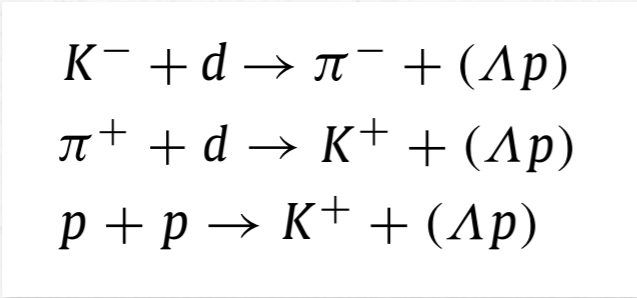 K⁻ + d → π⁻ + (Λp)
π⁺ + d → K⁺ + (Λp)
p + p → K⁺ + (Λp)